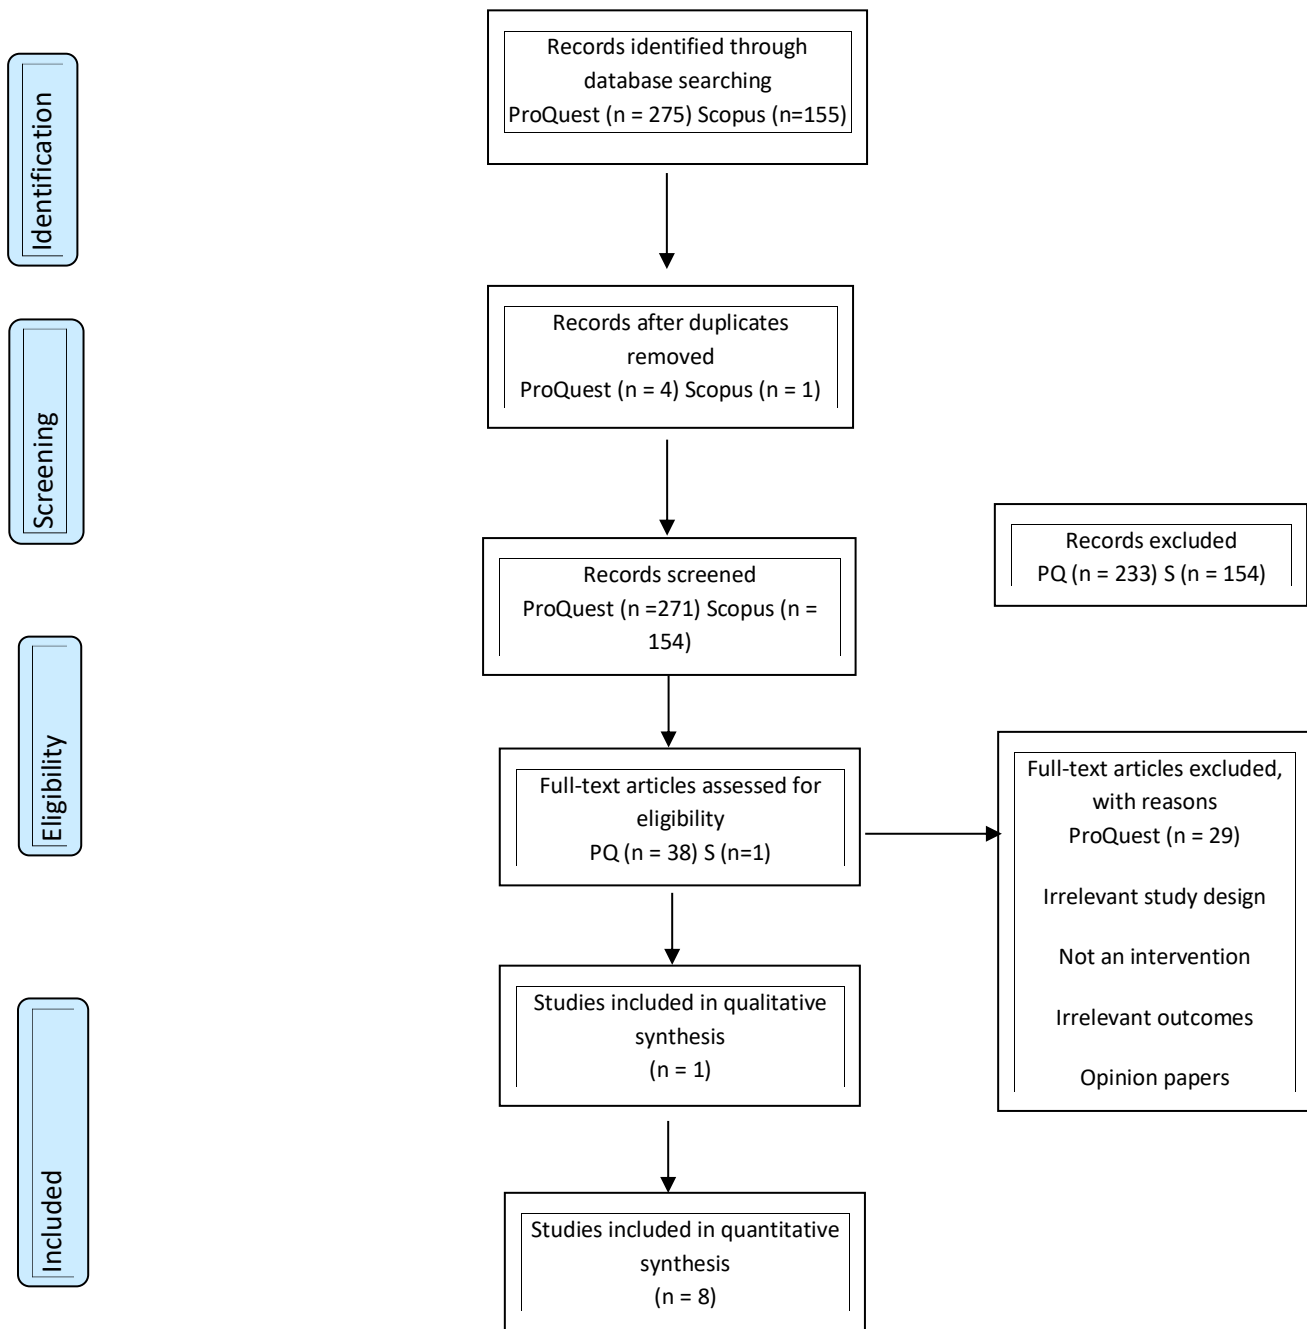 Identification
Records identified through
database searching
ProQuest (n = 275) Scopus (n=155)
Screening
Records after duplicates
removed
ProQuest (n = 4) Scopus (n = 1)
Records screened
ProQuest (n =271) Scopus (n =
154)
Records excluded
PQ (n = 233) S (n = 154)
Eligibility
Full-text articles assessed for
eligibility
PQ (n = 38) S (n=1)
Full-text articles excluded,
with reasons
ProQuest (n = 29)
Irrelevant study design
Not an intervention
Irrelevant outcomes
Opinion papers
Included
Studies included in qualitative
synthesis
(n = 1)
Studies included in quantitative
synthesis
(n = 8)